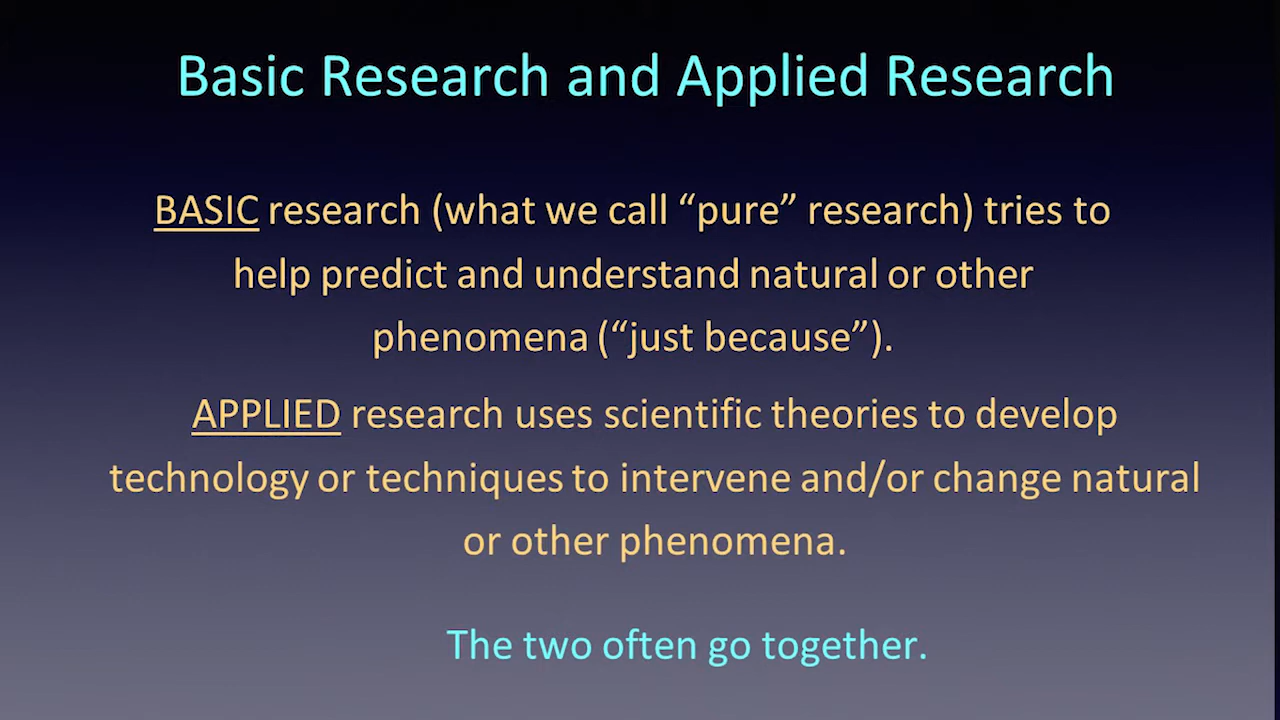 Basic Research and Applied Research
BASIC research (what we call “pure” research) tries to
help predict and understand natural or other
phenomena (“just because”).
APPLIED research uses scientific theories to develop
technology or techniques to intervene and/or change natural
or other phenomena.
The two often go together.